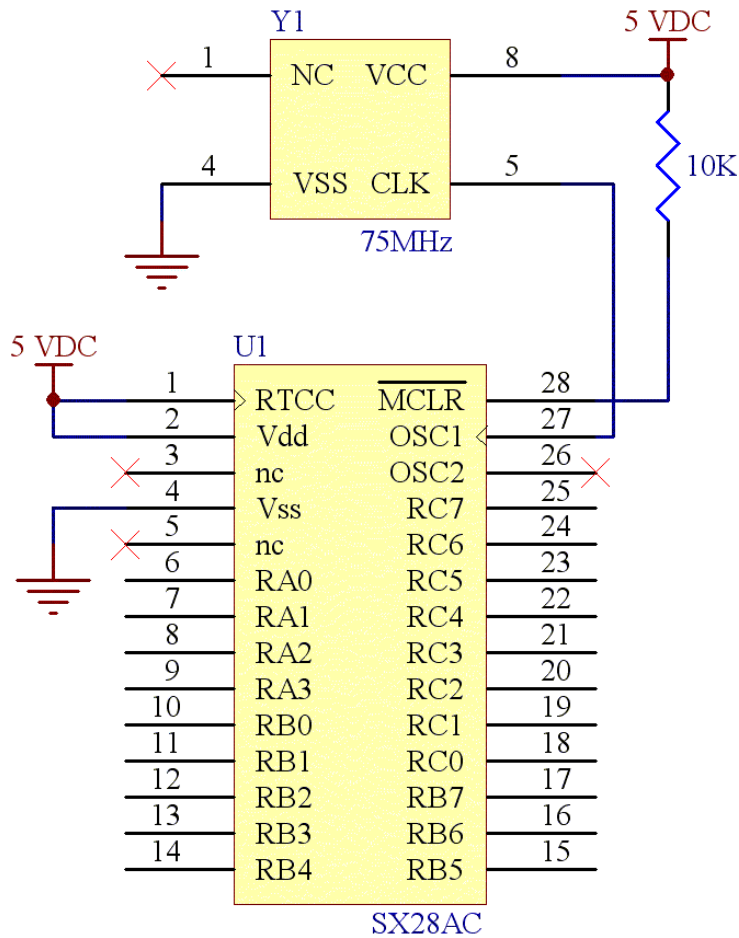 Y1
5 VDC
1 NC VCC 8
4 VSS CLK 5
10K
75MHz
5 VDC
U1
1 RTCC MCLR 28
2 Vdd OSC1 27
3 nc OSC2 26
4 Vss RC7 25
5 nc RC6 24
6 RA0 RC5 23
7 RA1 RC4 22
8 RA2 RC3 21
9 RA3 RC2 20
10 RB0 RC1 19
11 RB1 RC0 18
12 RB2 RB7 17
13 RB3 RB6 16
14 RB4 RB5 15
SX28AC